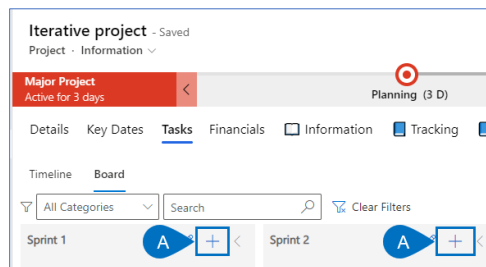 Iterative project - Saved
Project · Information
Major Project
Active for 3 days
Planning (3 D)
Details Key Dates Tasks Financials Information Tracking
Timeline Board
All Categories Search Clear Filters
Sprint 1 A + Sprint 2 A +